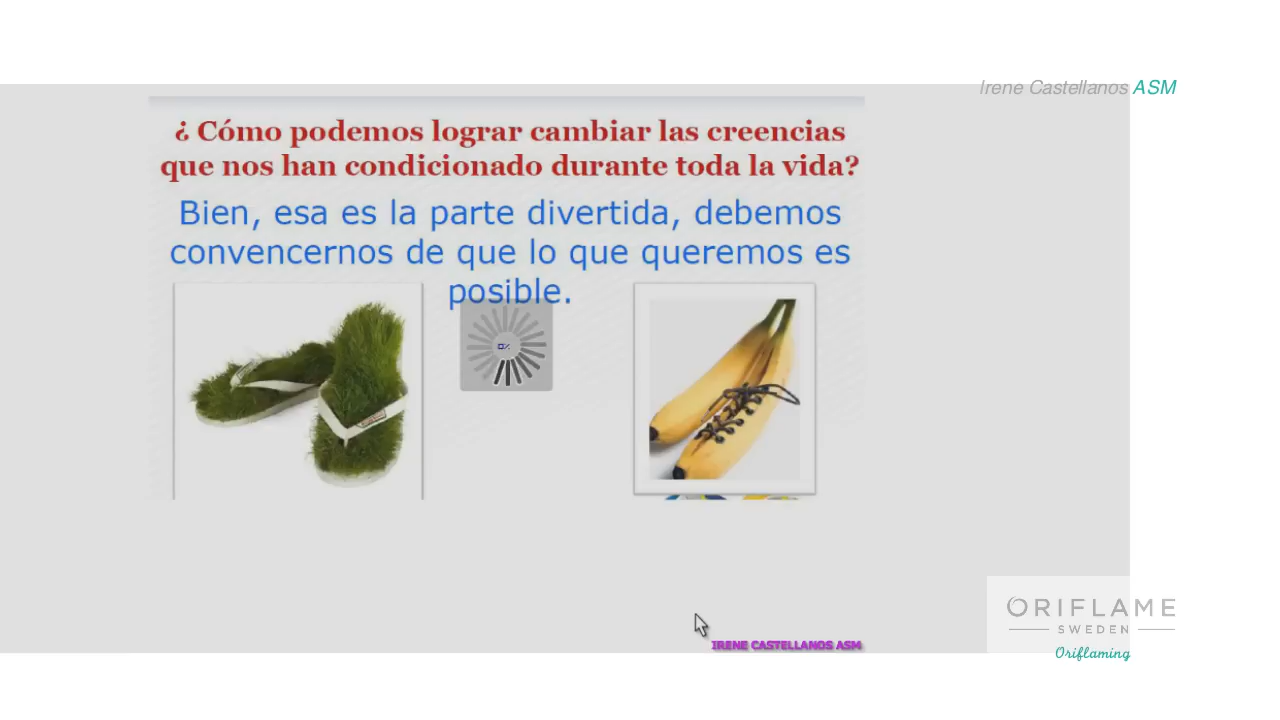 Irene Castellanos ASM
¿ Cómo podemos lograr cambiar las creencias
que nos han condicionado durante toda la vida?
Bien, esa es la parte divertida, debemos
convencernos de que lo que queremos es
posible.
0%
IRENE CASTELLANOS ASM
ORIFLAME
SWEDEN
Oriflaming